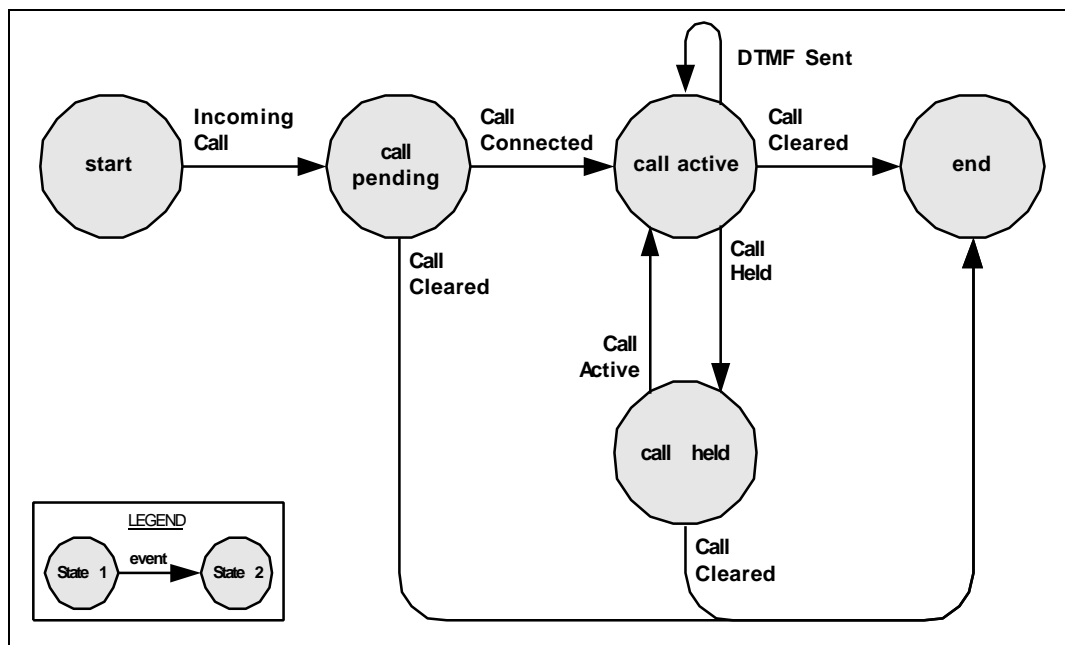 DTMF Sent
Incoming
Call
Call
Connected
Call
Cleared
start
call
pending
call active
end
Call
Cleared
Call
Held
Call
Active
call held
LEGEND
State 1
event
State 2
Call
Cleared